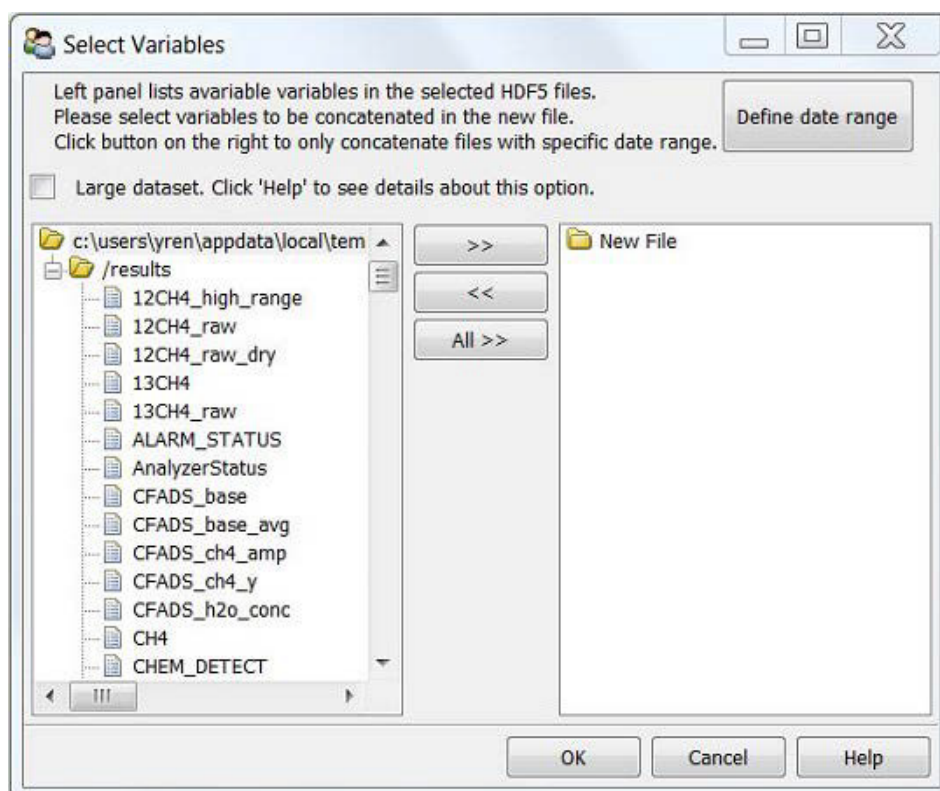 Select Variables
Left panel lists avariable variables in the selected HDF5 files.
Please select variables to be concatenated in the new file.
Click button on the right to only concatenate files with specific date range.
Define date range
Large dataset. Click 'Help' to see details about this option.
c:\users\yren\appdata\local\tem
/results
12CH4_high_range
12CH4_raw
12CH4_raw_dry
13CH4
13CH4_raw
ALARM_STATUS
AnalyzerStatus
CFADS_base
CFADS_base_avg
CFADS_ch4_amp
CFADS_ch4_y
CFADS_h2o_conc
CH4
CHEM_DETECT
>>
<<
All >>
New File
OK
Cancel
Help